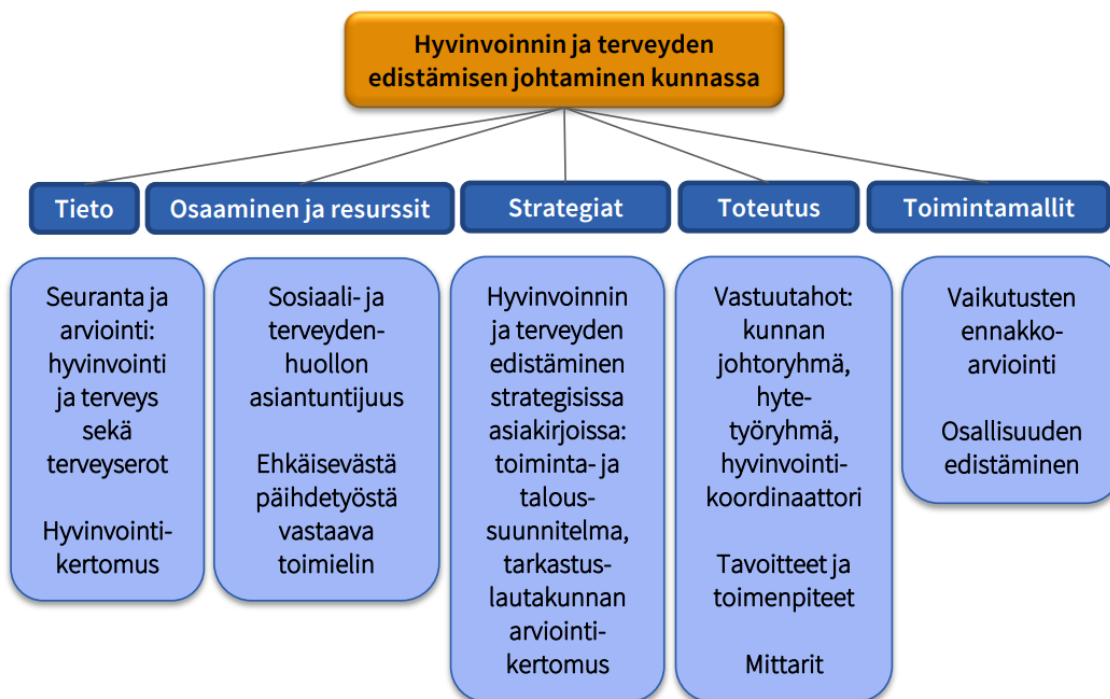 Hyvinvoinnin ja terveyden
edistämisen johtaminen kunnassa
Tieto
Osaaminen ja resurssit
Strategiat
Toteutus
Toimintamallit
Seuranta ja
arviointi:
hyvinvointi
ja terveys
sekä
terveyserot
Hyvinvointi-
kertomus
Sosiaali- ja
terveyden-
huollon
asiantuntijuus
Ehkäisevästä
päihdetyöstä
vastaava
toimielin
Hyvinvoinnin
ja terveyden
edistäminen
strategisissa
asiakirjoissa:
toiminta- ja
talous-
suunnitelma,
tarkastus-
lautakunnan
arviointi-
kertomus
Vastuutahot:
kunnan
johtoryhmä,
hyte-
työryhmä,
hyvinvointi-
koordinaattori
Tavoitteet ja
toimenpiteet
Mittarit
Vaikutusten
ennakko-
arviointi
Osallisuuden
edistäminen